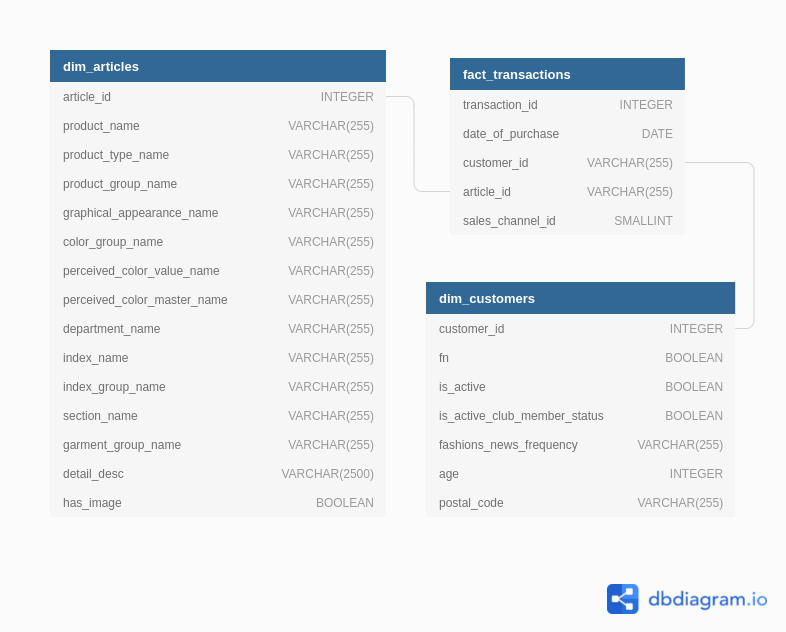 dim_articles
article_id INTEGER
product_name VARCHAR(255)
product_type_name VARCHAR(255)
product_group_name VARCHAR(255)
graphical_appearance_name VARCHAR(255)
color_group_name VARCHAR(255)
perceived_color_value_name VARCHAR(255)
perceived_color_master_name VARCHAR(255)
department_name VARCHAR(255)
index_name VARCHAR(255)
index_group_name VARCHAR(255)
section_name VARCHAR(255)
garment_group_name VARCHAR(255)
detail_desc VARCHAR(2500)
has_image BOOLEAN
fact_transactions
transaction_id INTEGER
date_of_purchase DATE
customer_id VARCHAR(255)
article_id VARCHAR(255)
sales_channel_id SMALLINT
dim_customers
customer_id INTEGER
fn BOOLEAN
is_active BOOLEAN
is_active_club_member_status BOOLEAN
fashions_news_frequency VARCHAR(255)
age INTEGER
postal_code VARCHAR(255)
dbdiagram.io